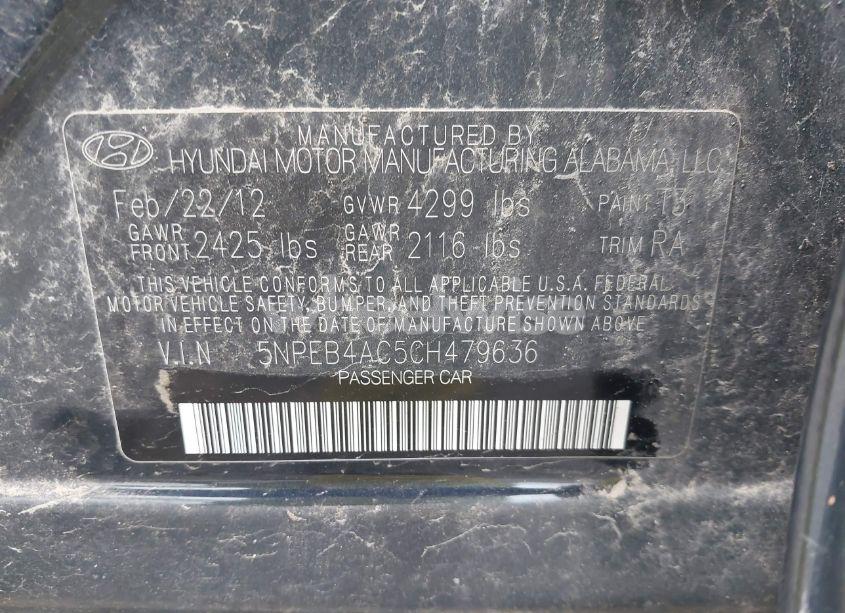 MANUFACTURED BY
HYUNDAI MOTOR MANUFACTURING ALABAMA, LLC
Feb/22/12 GVWR 4299 lbs PAINT T3
GAWR FRONT 2425 lbs GAWR REAR 2116 lbs TRIM RA
THIS VEHICLE CONFORMS TO ALL APPLICABLE U.S.A. FEDERAL
MOTOR VEHICLE SAFETY, BUMPER, AND THEFT PREVENTION STANDARDS
IN EFFECT ON THE DATE OF MANUFACTURE SHOWN ABOVE.
V.I.N 5NPEB4AC5CH479636
PASSENGER CAR